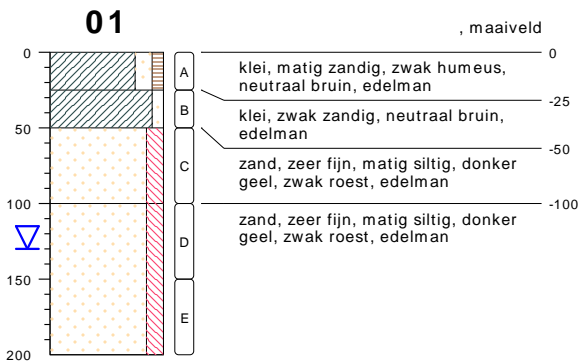 01
, maaiveld
0
A
klei, matig zandig, zwak humeus,
neutraal bruin, edelman
0
-25
B
klei, zwak zandig, neutraal bruin,
edelman
50
-50
C
zand, zeer fijn, matig siltig, donker
geel, zwak roest, edelman
100
-100
D
zand, zeer fijn, matig siltig, donker
geel, zwak roest, edelman
150
E
200